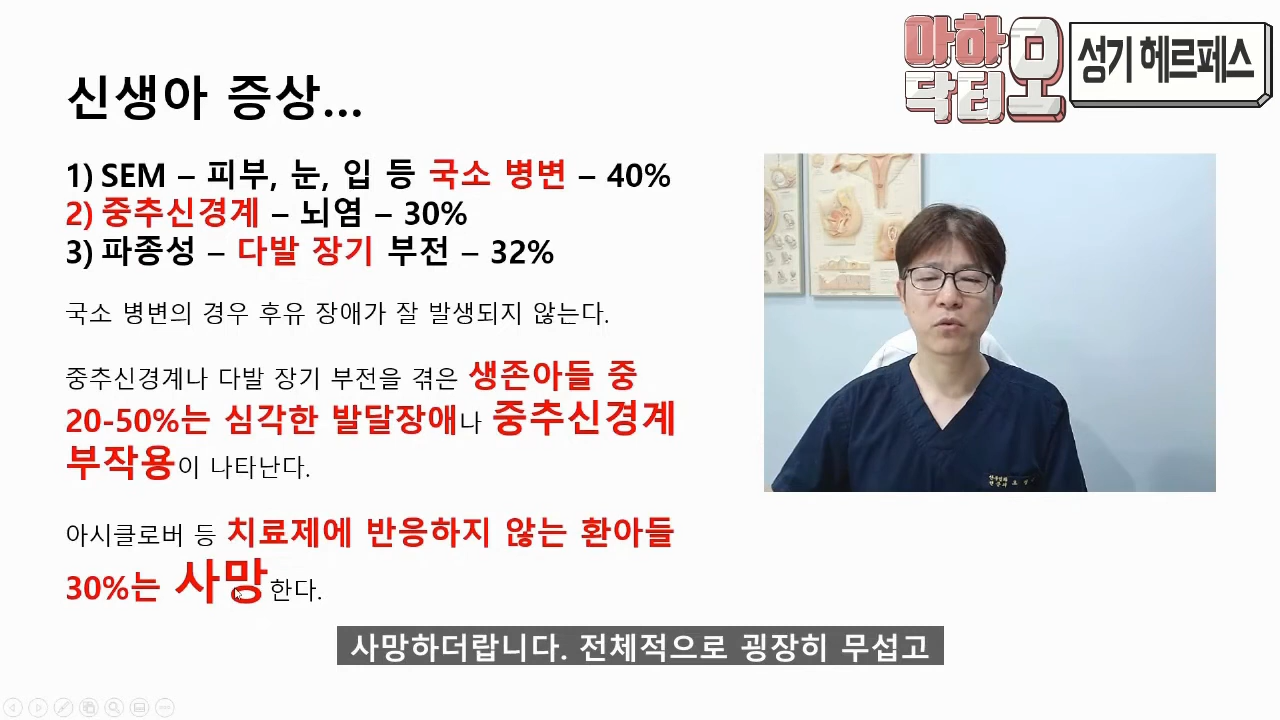 아하
닥터오
성기 헤르페스
신생아 증상...
1) SEM – 피부, 눈, 입 등 국소 병변 – 40%
2) 중추신경계 – 뇌염 – 30%
3) 파종성 – 다발 장기 부전 – 32%
국소 병변의 경우 후유 장애가 잘 발생되지 않는다.
중추신경계나 다발 장기 부전을 겪은 생존아들 중
20-50%는 심각한 발달장애나 중추신경계
부작용이 나타난다.
아시클로버 등 치료제에 반응하지 않는 환아들
30%는 사망한다.
사망하더랍니다. 전체적으로 굉장히 무섭고